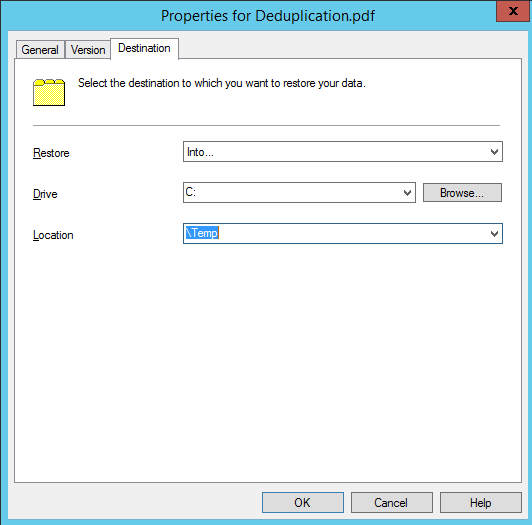 Properties for Deduplication.pdf
x
General Version Destination
Select the destination to which you want to restore your data.
Restore Into...
Drive C: Browse...
Location \Temp
OK Cancel Help